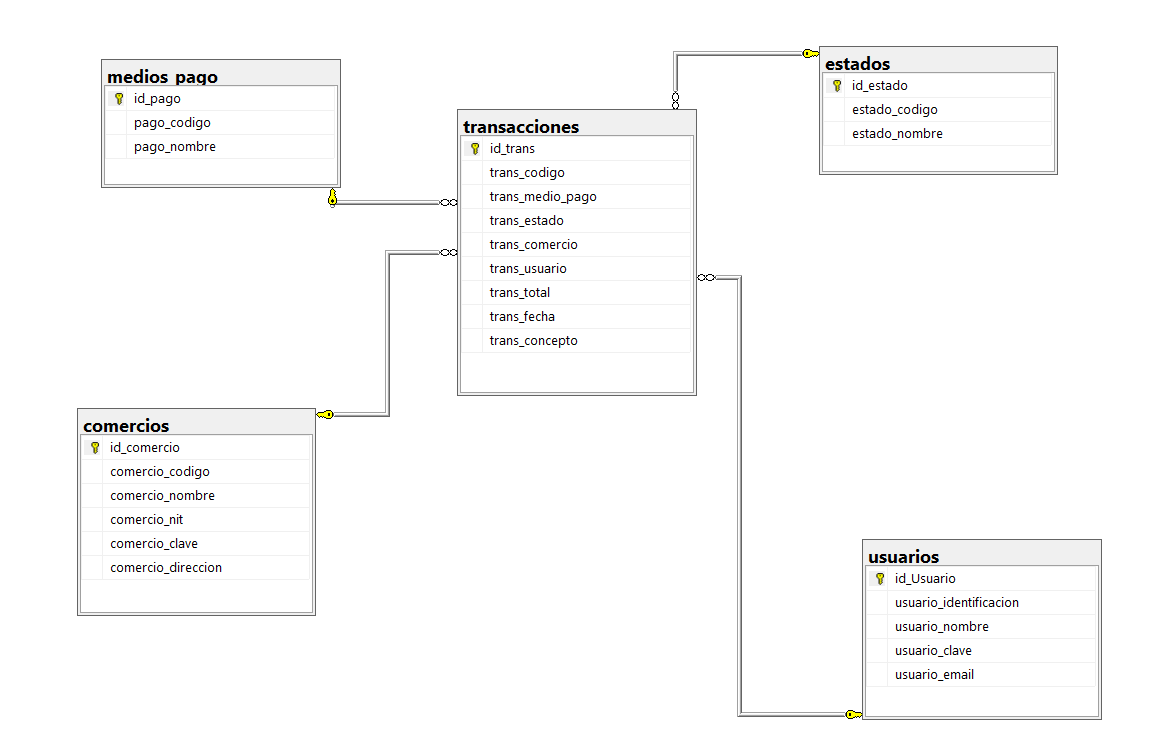 medios_pago
id_pago
pago_codigo
pago_nombre
transacciones
id_trans
trans_codigo
trans_medio_pago
trans_estado
trans_comercio
trans_usuario
trans_total
trans_fecha
trans_concepto
estados
id_estado
estado_codigo
estado_nombre
comercios
id_comercio
comercio_codigo
comercio_nombre
comercio_nit
comercio_clave
comercio_direccion
usuarios
id_Usuario
usuario_identificacion
usuario_nombre
usuario_clave
usuario_email